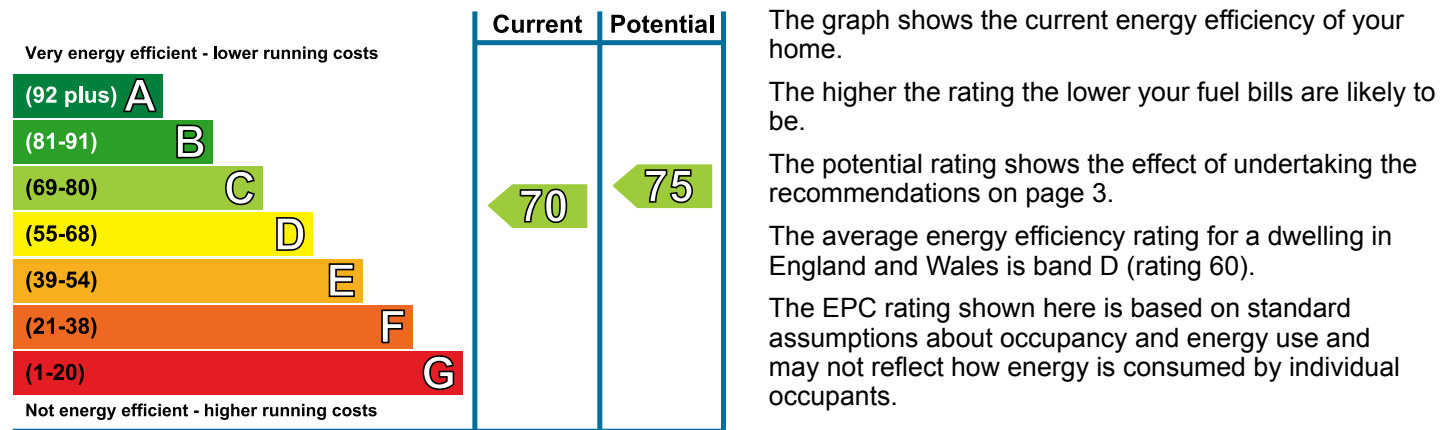 Current Potential
Very energy efficient - lower running costs
(92 plus) A
(81-91) B
(69-80) C
(55-68) D
(39-54) E
(21-38) F
(1-20) G
Not energy efficient - higher running costs
70
75
The graph shows the current energy efficiency of your
home.
The higher the rating the lower your fuel bills are likely to
be.
The potential rating shows the effect of undertaking the
recommendations on page 3.
The average energy efficiency rating for a dwelling in
England and Wales is band D (rating 60).
The EPC rating shown here is based on standard
assumptions about occupancy and energy use and
may not reflect how energy is consumed by individual
occupants.